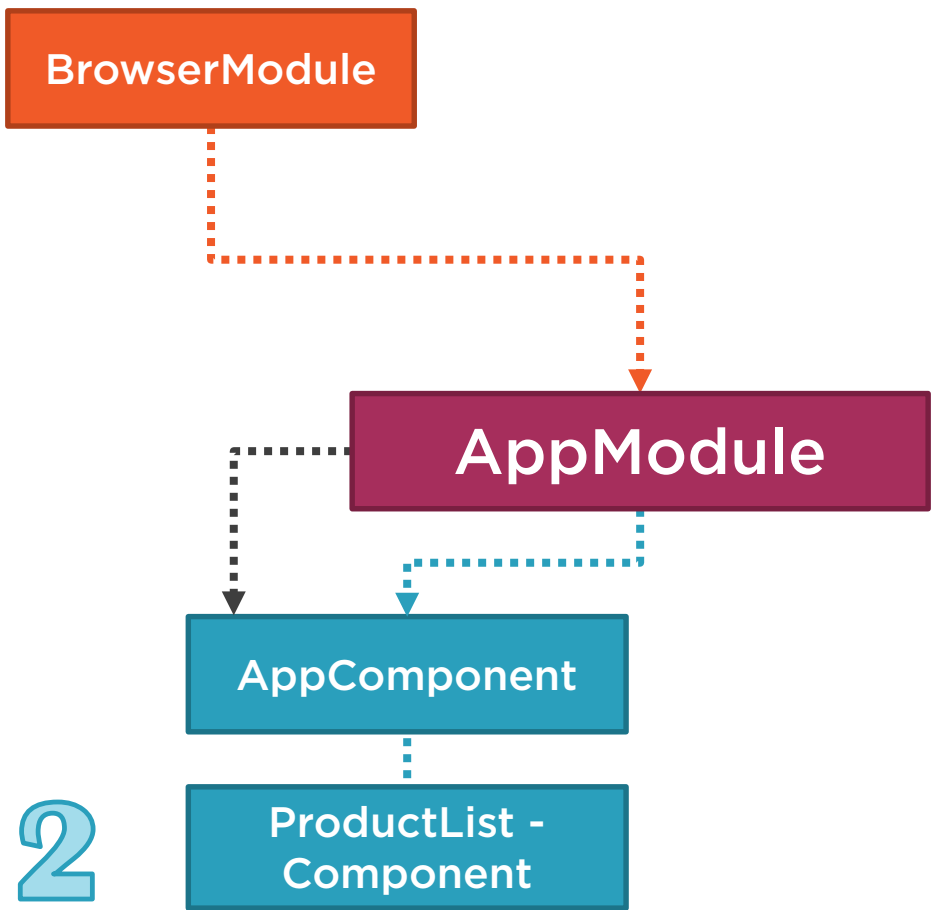 BrowserModule
AppModule
AppComponent
ProductList -
Component
2